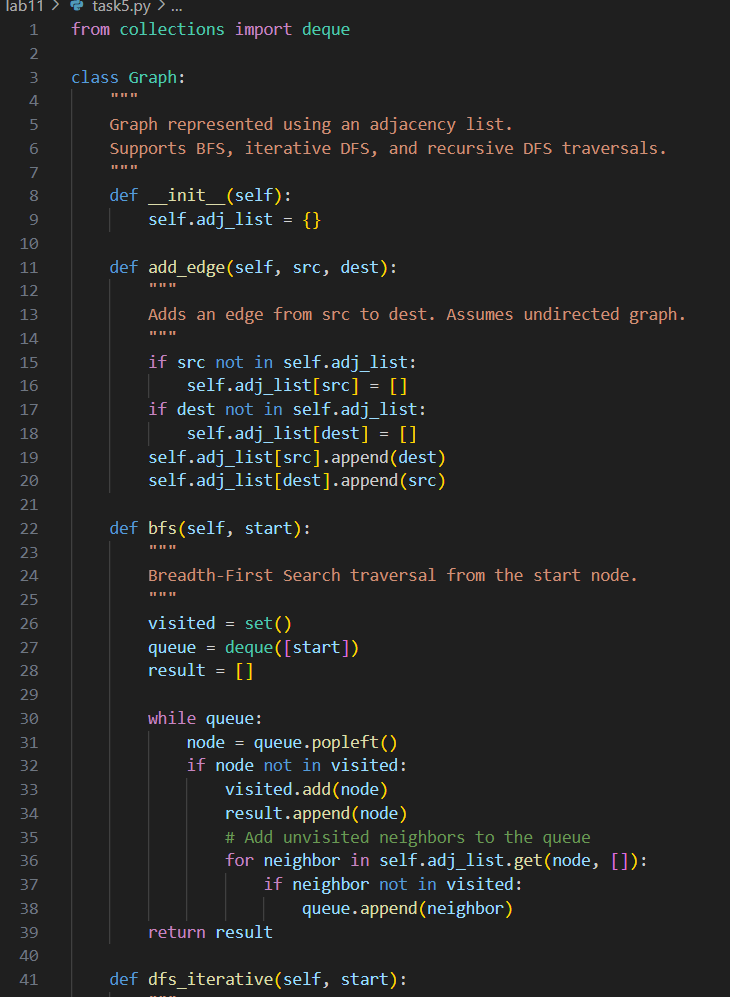 lab11 > task5.py > ...
1 from collections import deque
2
3 class Graph:
4     """
5     Graph represented using an adjacency list.
6     Supports BFS, iterative DFS, and recursive DFS traversals.
7     """
8     def __init__(self):
9         self.adj_list = {}
10
11     def add_edge(self, src, dest):
12         """
13         Adds an edge from src to dest. Assumes undirected graph.
14         """
15         if src not in self.adj_list:
16             self.adj_list[src] = []
17         if dest not in self.adj_list:
18             self.adj_list[dest] = []
19         self.adj_list[src].append(dest)
20         self.adj_list[dest].append(src)
21
22     def bfs(self, start):
23         """
24         Breadth-First Search traversal from the start node.
25         """
26         visited = set()
27         queue = deque([start])
28         result = []
29
30         while queue:
31             node = queue.popleft()
32             if node not in visited:
33                 visited.add(node)
34                 result.append(node)
35                 # Add unvisited neighbors to the queue
36                 for neighbor in self.adj_list.get(node, []):
37                     if neighbor not in visited:
38                         queue.append(neighbor)
39         return result
40
41     def dfs_iterative(self, start):
"""